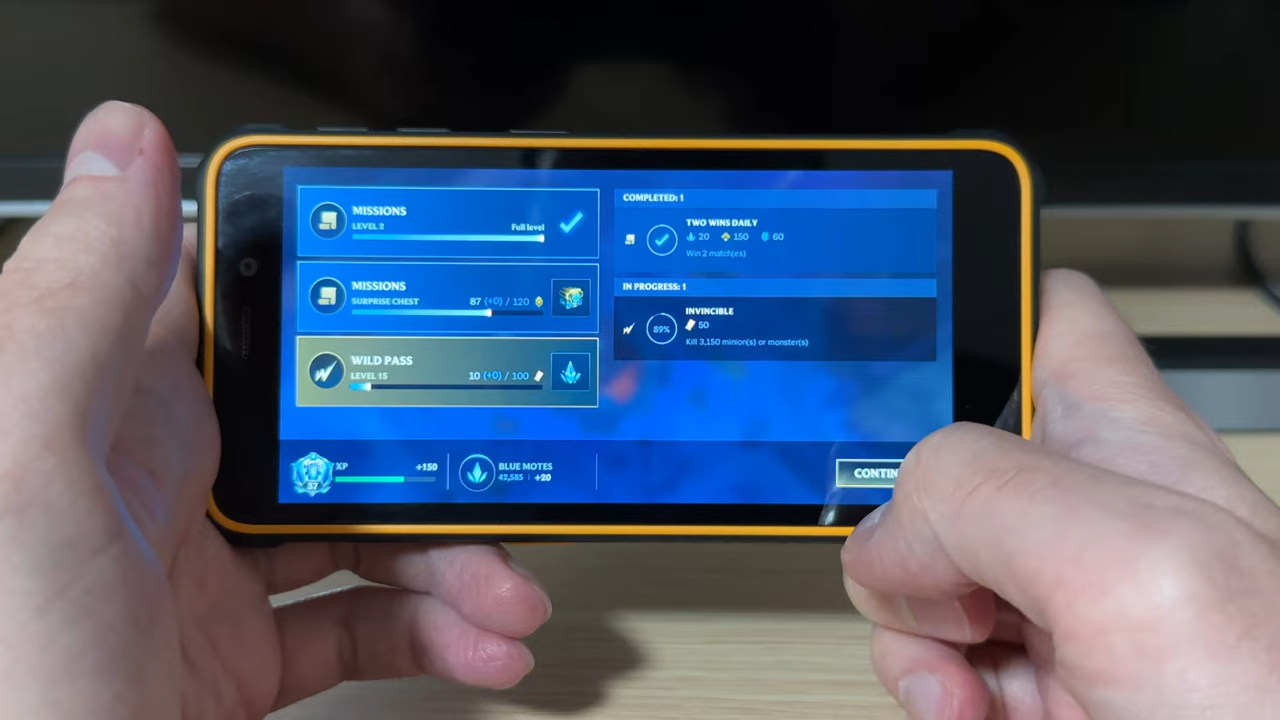 MISSIONS
LEVEL 2
Full level
MISSIONS
SURPRISE CHEST
87 (+0) / 120
WILD PASS
LEVEL 15
10 (+0) / 100
COMPLETED: 1
TWO WINS DAILY
20 150 60
Win 2 match(es)
IN PROGRESS: 1
89%
INVINCIBLE
50
Kill 3,150 minion(s) or monster(s)
37
XP
+150
BLUE MOTES
42,585 | +20
CONTIN